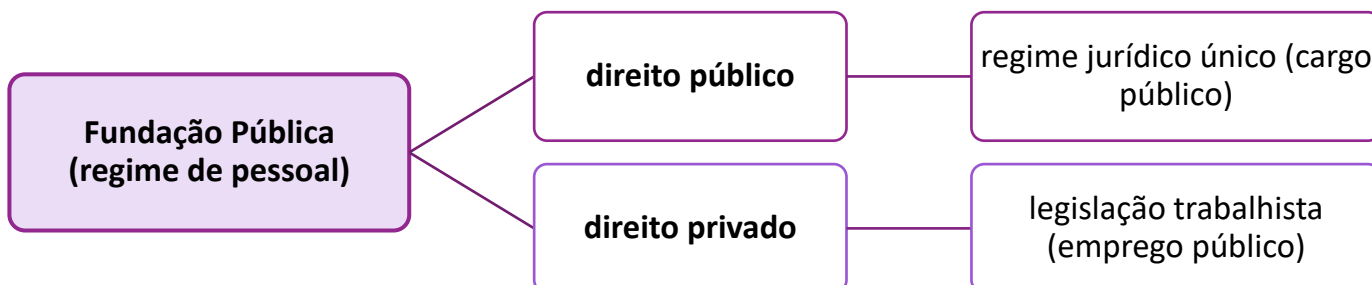 Fundação Pública
(regime de pessoal)
direito público
regime jurídico único (cargo
público)
direito privado
legislação trabalhista
(emprego público)